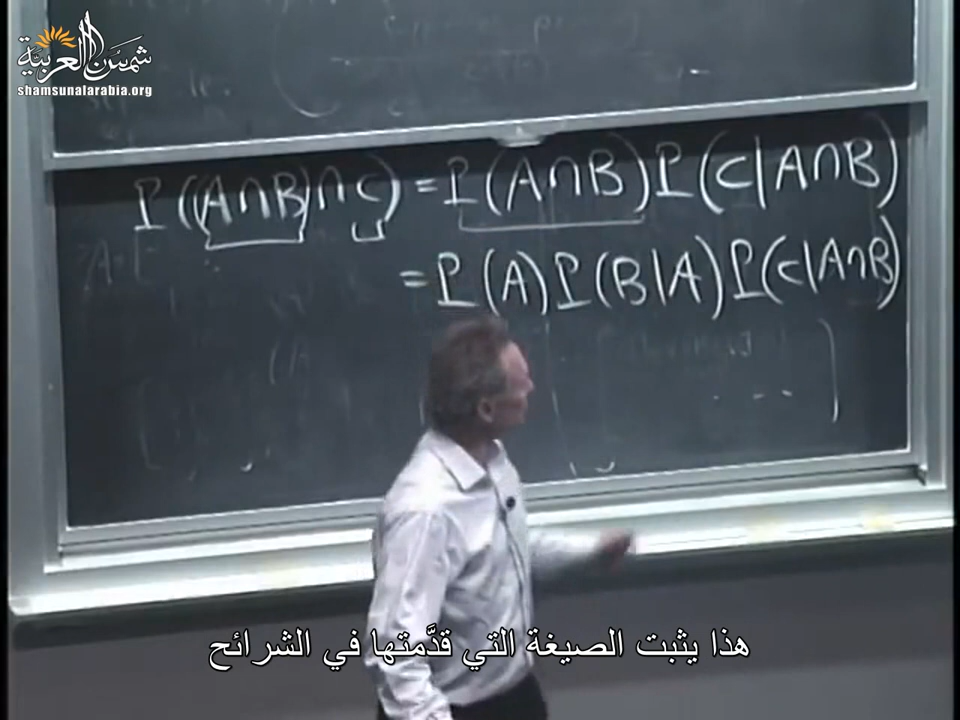 شمس العربية
shamsunalarabia.org
P((A∩B)∩C) = P(A∩B)P(C|A∩B)
= P(A)P(B|A)P(C|A∩B)
هذا يثبت الصيغة التي قدَّمتها في الشرائح